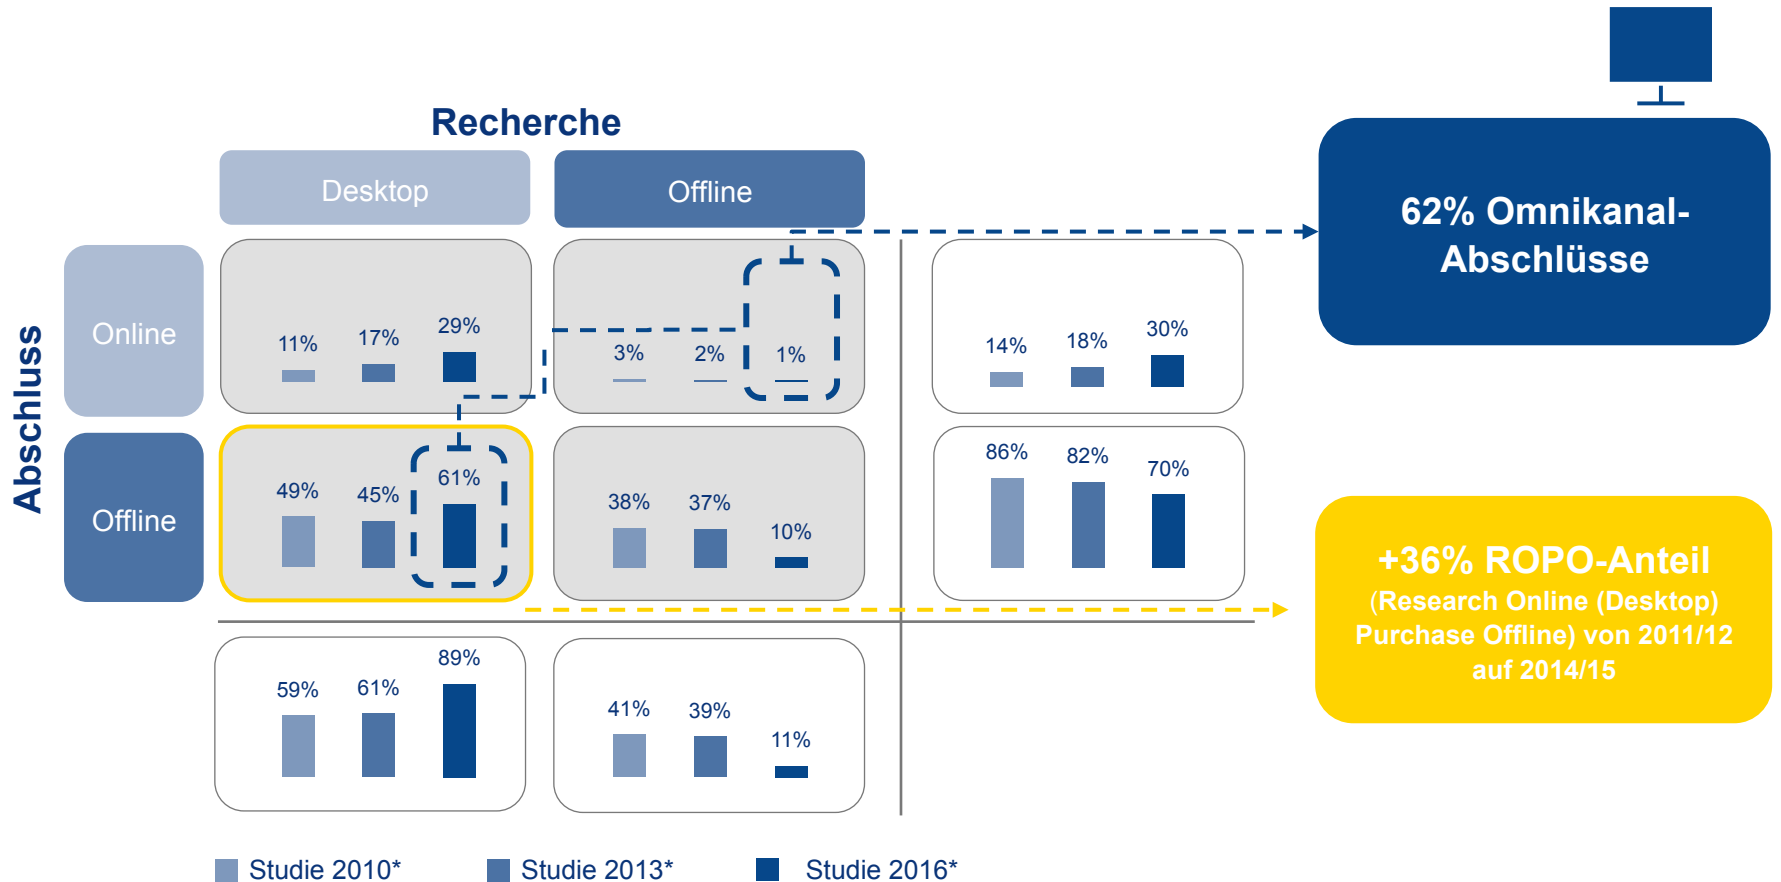 Recherche
Desktop
Offline
62% Omnikanal-
Abschlüsse
Abschluss
Online
11%
17%
29%
3%
2%
1%
14%
18%
30%
Offline
49%
45%
61%
38%
37%
10%
86%
82%
70%
+36% ROPO-Anteil
(Research Online (Desktop)
Purchase Offline) von 2011/12
auf 2014/15
59%
61%
89%
41%
39%
11%
Studie 2010*
Studie 2013*
Studie 2016*